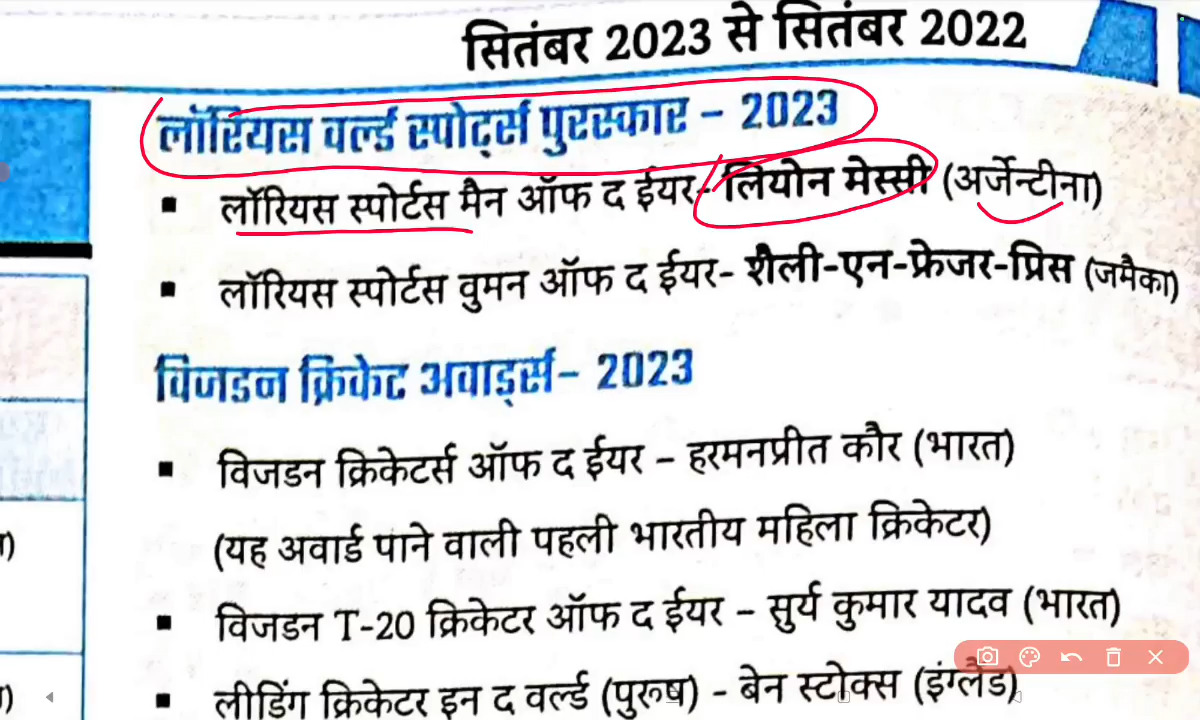 सितंबर 2023 से सितंबर 2022
लॉरियस वर्ल्ड स्पोर्ट्स पुरस्कार – 2023
▪ लॉरियस स्पोर्टस मैन ऑफ द ईयर- लियोन मेस्सी (अर्जेन्टीना)
▪ लॉरियस स्पोर्टस वुमन ऑफ द ईयर- शैली-एन-फ्रेजर-प्रिस (जमैका)
विजडन क्रिकेट अवार्ड्स– 2023
▪ विजडन क्रिकेटर्स ऑफ द ईयर – हरमनप्रीत कौर (भारत)
(यह अवार्ड पाने वाली पहली भारतीय महिला क्रिकेटर)
▪ विजडन T-20 क्रिकेटर ऑफ द ईयर – सुर्य कुमार यादव (भारत)
▪ लीडिंग क्रिकेटर इन द वर्ल्ड (पुरुष) - बेन स्टोक्स (इंग्लैंड)